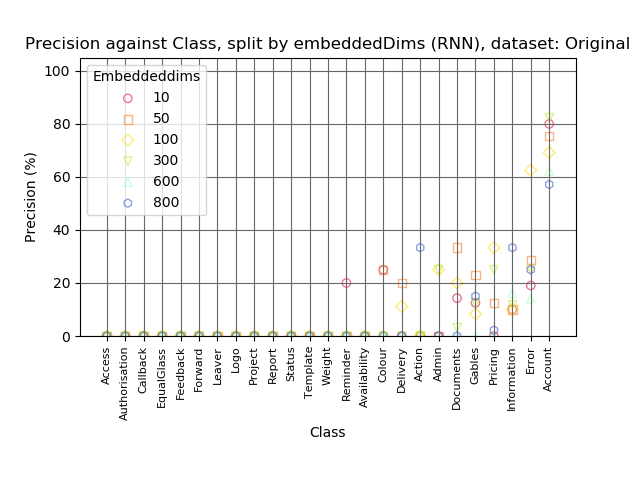 Precision against Class, split by embeddedDims (RNN), dataset: Original
Precision (%)
100
80
60
40
20
0
Embeddeddims
10
50
100
300
600
800
Access
Authorisation
Callback
EqualGlass
Feedback
Forward
Leaver
Logo
Project
Report
Status
Template
Weight
Reminder
Availability
Colour
Delivery
Action
Admin
Documents
Gables
Pricing
Information
Error
Account
Class